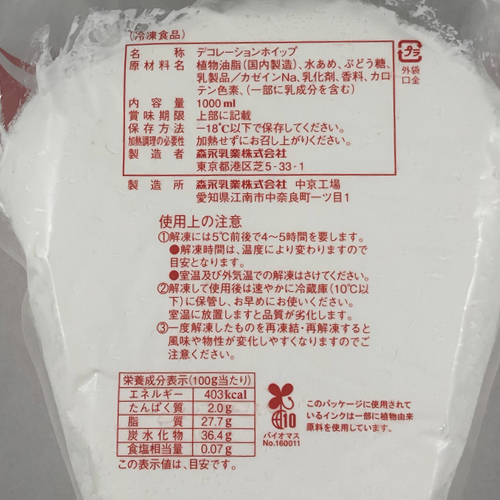 (冷凍食品)
名称 デコレーションホイップ
原材料名 植物油脂(国内製造)、水あめ、ぶどう糖、
乳製品/カゼインNa、乳化剤、香料、カロ
テン色素、(一部に乳成分を含む)
内容量 1000ml
賞味期限 上部に記載
保存方法 −18℃以下で保存してください。
加熱調理の必要性 加熱せずにお召し上がりください。
製造者 森永乳業株式会社
東京都港区芝5-33-1
プラ
外袋
口金
製造所 森永乳業株式会社 中京工場
愛知県江南市中奈良町一ツ目1
使用上の注意
①解凍には5℃前後で4〜5時間を要します。
●解凍時間は、温度により変わりますので
目安となります。
●室温及び外気温での解凍はさけてください。
②解凍して使用後は速やかに冷蔵庫(10℃以
下)に保管し、お早めにお使いください。
室温に放置しますと品質が劣化します。
③一度解凍したものを再凍結・再解凍すると
風味や物性が変化しやすくなりますのでご
注意ください。
栄養成分表示(100g当たり)
エネルギー 403kcal
たんぱく質 2.0g
脂質 27.7g
炭水化物 36.4g
食塩相当量 0.07g
この表示値は、目安です。
10
バイオマス
No.160011
このパッケージに使用されて
いるインクは一部に植物由来
原料を使用しています。